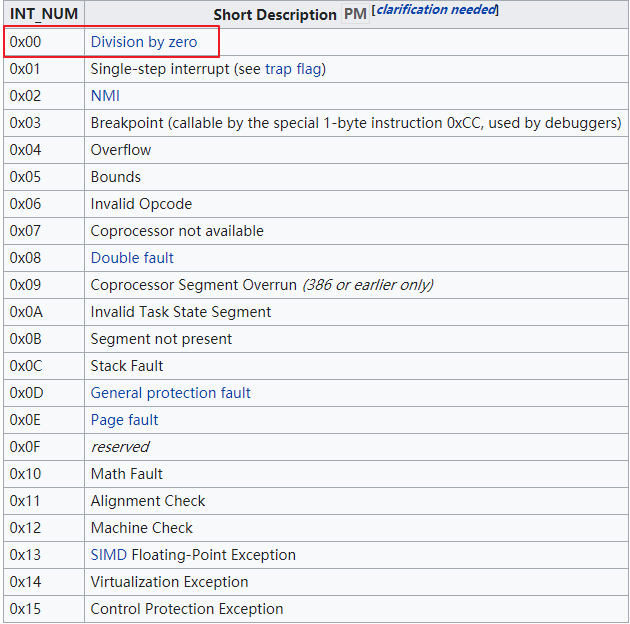 INT_NUM Short Description PM [clarification needed]
0x00 Division by zero
0x01 Single-step interrupt (see trap flag)
0x02 NMI
0x03 Breakpoint (callable by the special 1-byte instruction 0xCC, used by debuggers)
0x04 Overflow
0x05 Bounds
0x06 Invalid Opcode
0x07 Coprocessor not available
0x08 Double fault
0x09 Coprocessor Segment Overrun (386 or earlier only)
0x0A Invalid Task State Segment
0x0B Segment not present
0x0C Stack Fault
0x0D General protection fault
0x0E Page fault
0x0F reserved
0x10 Math Fault
0x11 Alignment Check
0x12 Machine Check
0x13 SIMD Floating-Point Exception
0x14 Virtualization Exception
0x15 Control Protection Exception